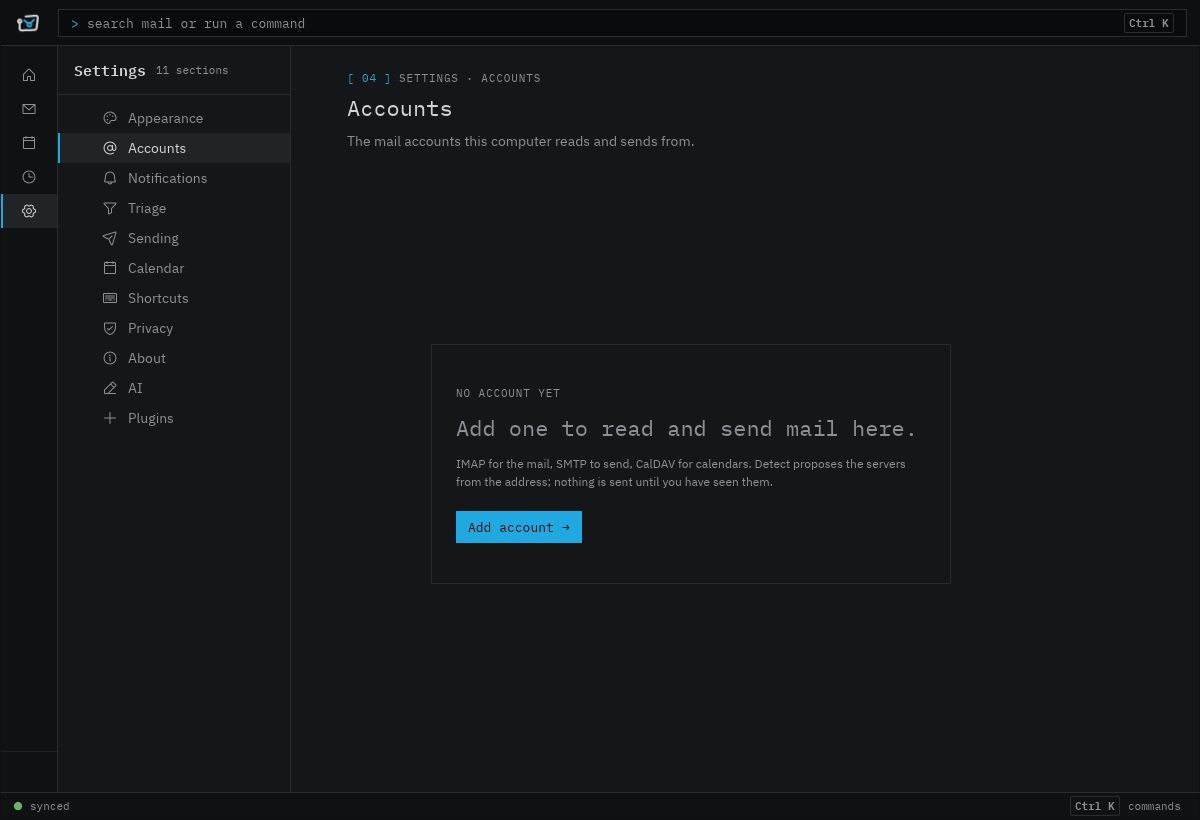 > search mail or run a command
Ctrl K
Settings 11 sections
Appearance
Accounts
Notifications
Triage
Sending
Calendar
Shortcuts
Privacy
About
AI
Plugins
[ 04 ] SETTINGS · ACCOUNTS
Accounts
The mail accounts this computer reads and sends from.
NO ACCOUNT YET
Add one to read and send mail here.
IMAP for the mail, SMTP to send, CalDAV for calendars. Detect proposes the servers
from the address; nothing is sent until you have seen them.
Add account →
synced
Ctrl K commands